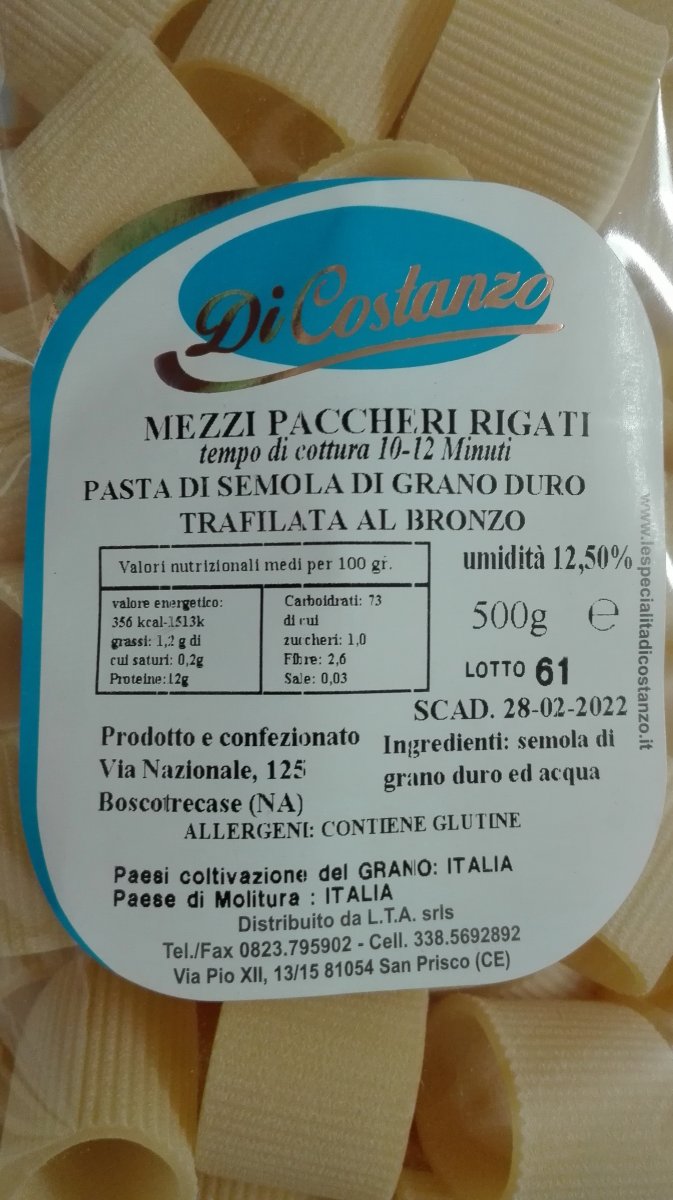 Di Costanzo
MEZZI PACCHERI RIGATI
tempo di cottura 10-12 Minuti
PASTA DI SEMOLA DI GRANO DURO
TRAFILATA AL BRONZO
Valori nutrizionali medi per 100 gr.
valore energetico:
356 kcal-1513k
grassi: 1,2 g di
cui saturi: 0,2g
Proteine:12g
Carboidrati: 73
di cui
zuccheri: 1,0
Fibre: 2,6
Sale: 0,03
umidità 12,50%
500g ℮
LOTTO 61
SCAD. 28-02-2022
Prodotto e confezionato
Via Nazionale, 125
Boscotrecase (NA)
Ingredienti: semola di
grano duro ed acqua
ALLERGENI: CONTIENE GLUTINE
Paesi coltivazione del GRANO: ITALIA
Paese di Molitura : ITALIA
Distribuito da L.T.A. srls
Tel./Fax 0823.795902 - Cell. 338.5692892
Via Pio XII, 13/15 81054 San Prisco (CE)
www.lespecialitadicostanzo.it